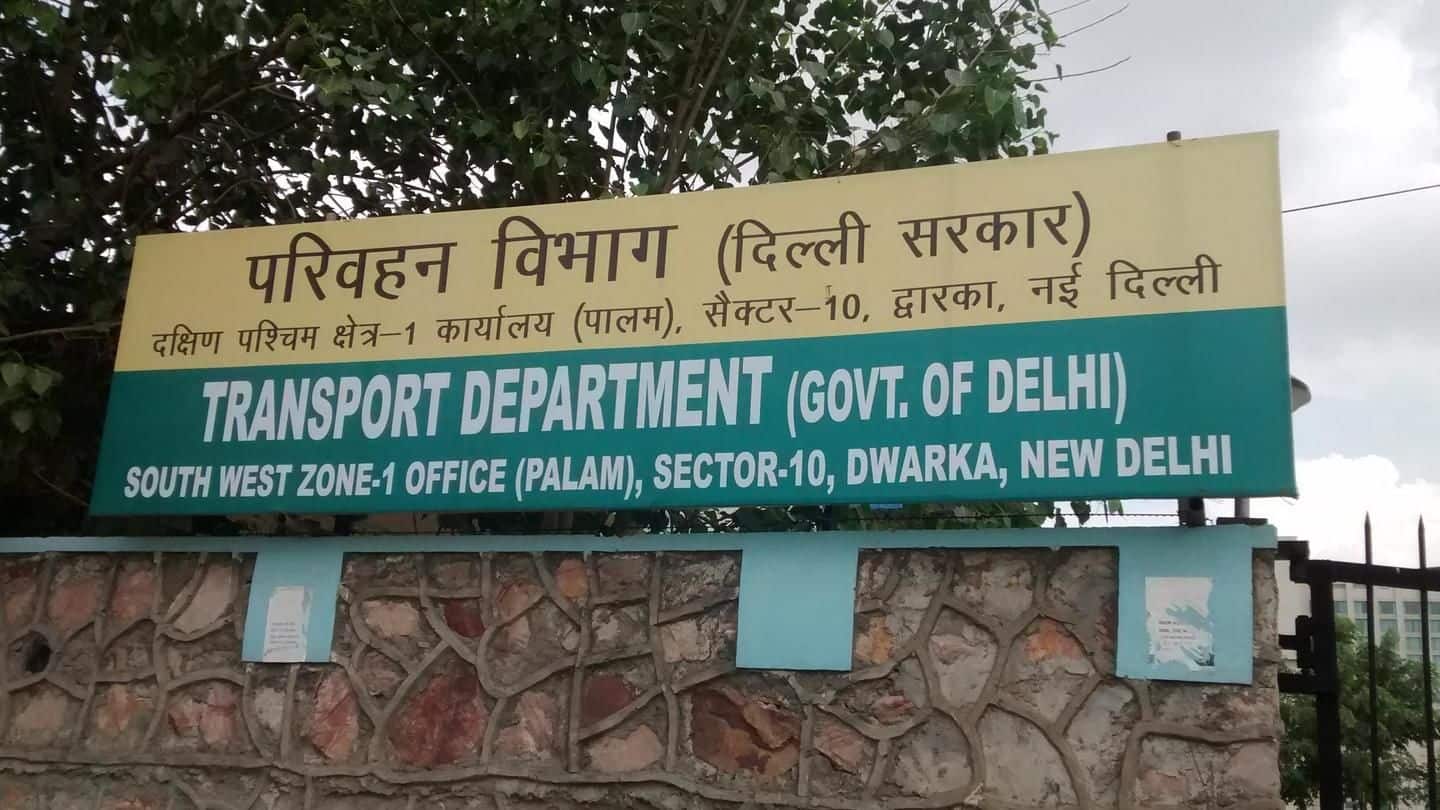 परिवहन विभाग (दिल्ली सरकार)
दक्षिण पश्चिम क्षेत्र–1 कार्यालय (पालम), सैक्टर–10, द्वारका, नई दिल्ली
TRANSPORT DEPARTMENT (GOVT. OF DELHI)
SOUTH WEST ZONE-1 OFFICE (PALAM), SECTOR-10, DWARKA, NEW DELHI